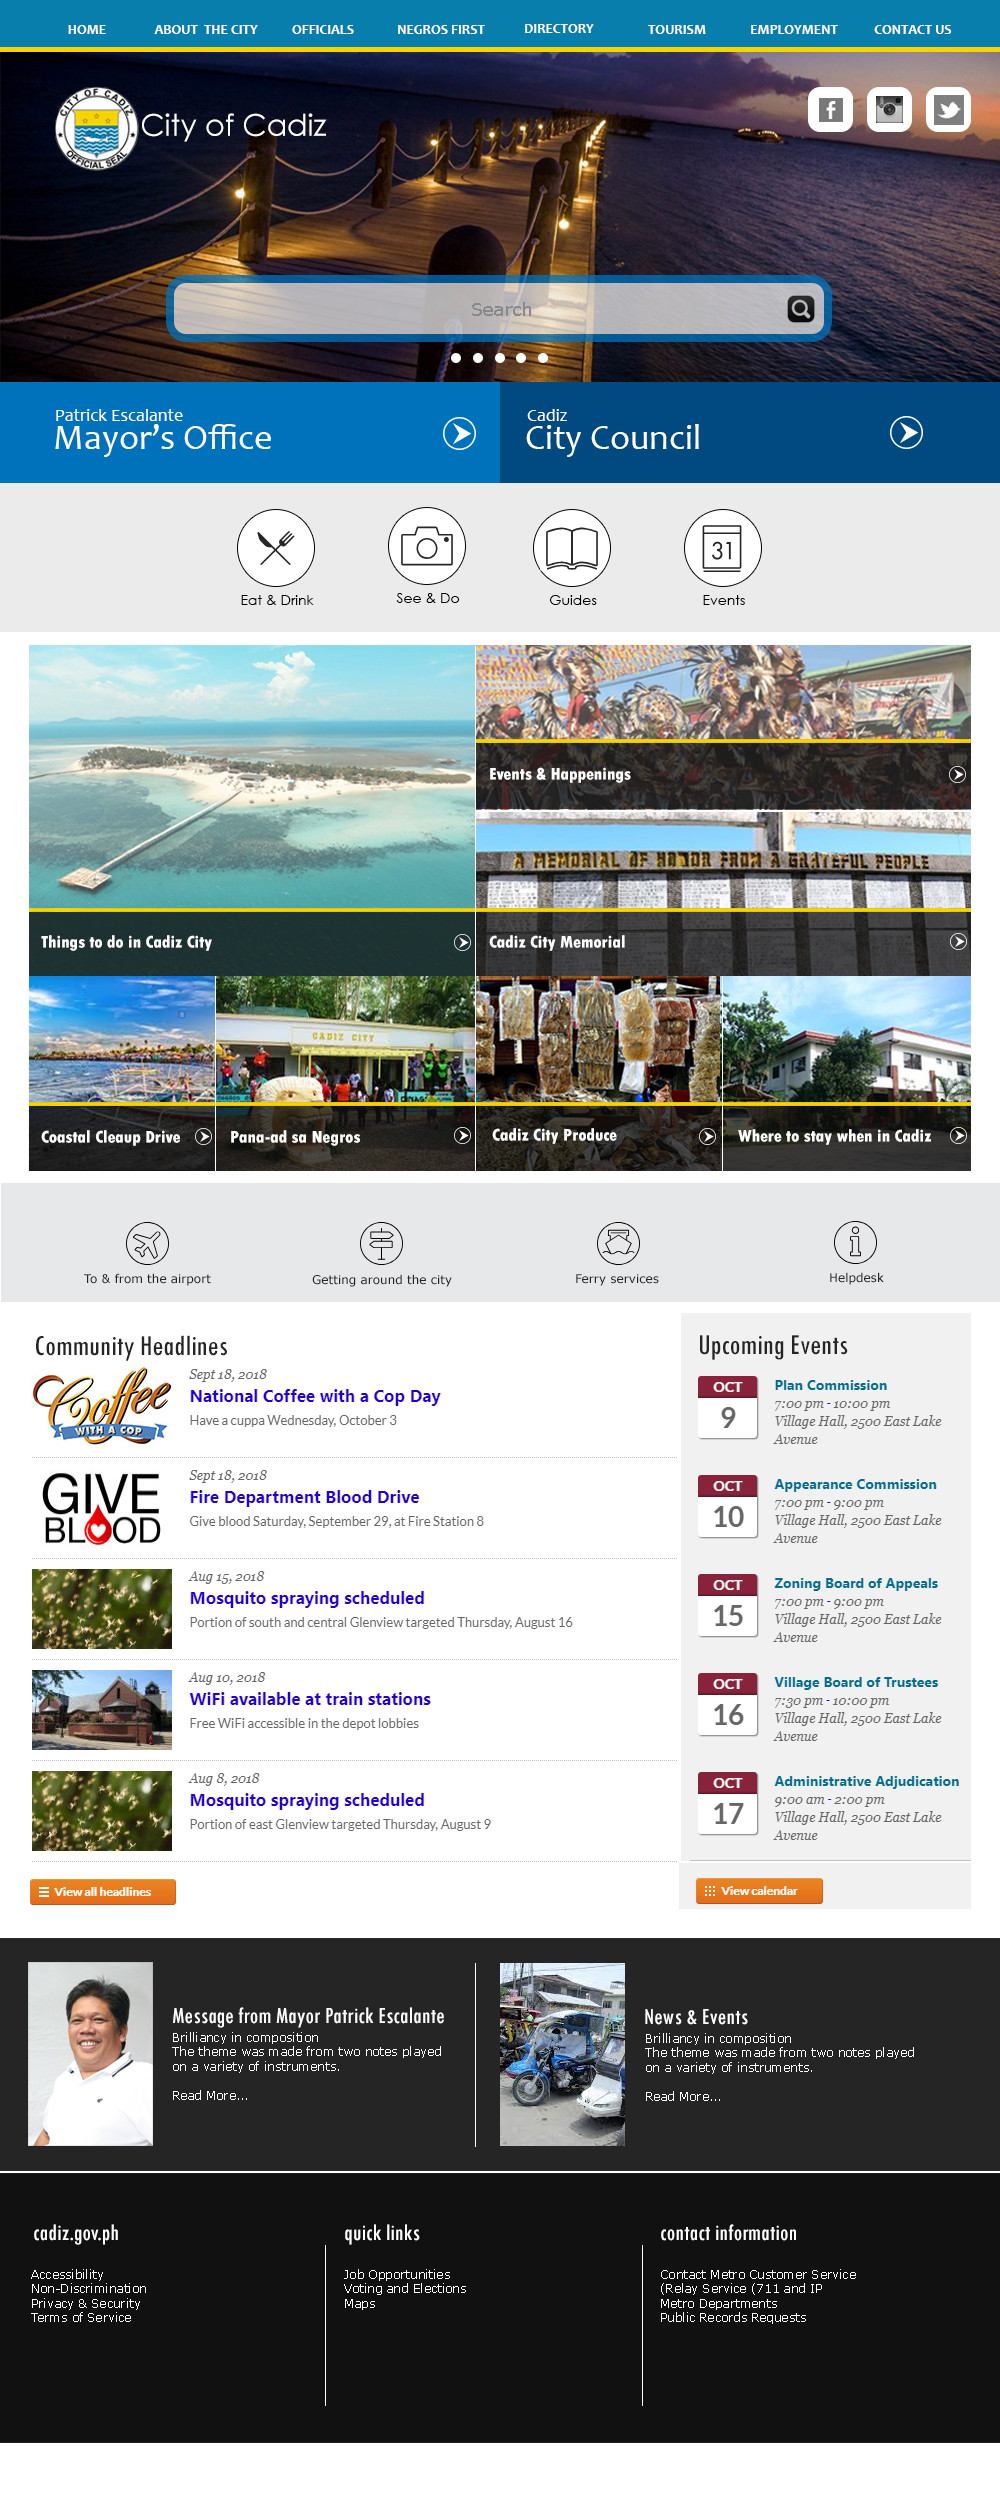 HOME ABOUT THE CITY OFFICIALS NEGROS FIRST DIRECTORY TOURISM EMPLOYMENT CONTACT US
CITY OF CADIZ
OFFICIAL SEAL
City of Cadiz
Search
Patrick Escalante
Mayor's Office
Cadiz
City Council
31
Eat & Drink
See & Do
Guides
Events
Events & Happenings
A MEMORIAL OF HONOR FROM A GRATEFUL PEOPLE
Things to do in Cadiz City
Cadiz City Memorial
CADIZ CITY
Coastal Cleaup Drive
Pana-ad sa Negros
Cadiz City Produce
Where to stay when in Cadiz
To & from the airport
Getting around the city
Ferry services
Helpdesk
Community Headlines
Coffee
WITH A COP
Sept 18, 2018
National Coffee with a Cop Day
Have a cuppa Wednesday, October 3
GIVE
BLOOD
Sept 18, 2018
Fire Department Blood Drive
Give blood Saturday, September 29, at Fire Station 8
Aug 15, 2018
Mosquito spraying scheduled
Portion of south and central Glenview targeted Thursday, August 16
Aug 10, 2018
WiFi available at train stations
Free WiFi accessible in the depot lobbies
Aug 8, 2018
Mosquito spraying scheduled
Portion of east Glenview targeted Thursday, August 9
View all headlines
Upcoming Events
OCT
9
Plan Commission
7:00 pm - 10:00 pm
Village Hall, 2500 East Lake
Avenue
OCT
10
Appearance Commission
7:00 pm - 9:00 pm
Village Hall, 2500 East Lake
Avenue
OCT
15
Zoning Board of Appeals
7:00 pm - 9:00 pm
Village Hall, 2500 East Lake
Avenue
OCT
16
Village Board of Trustees
7:30 pm - 10:00 pm
Village Hall, 2500 East Lake
Avenue
OCT
17
Administrative Adjudication
9:00 am - 2:00 pm
Village Hall, 2500 East Lake
Avenue
View calendar
Message from Mayor Patrick Escalante
Brilliancy in composition
The theme was made from two notes played
on a variety of instruments.
Read More...
News & Events
Brilliancy in composition
The theme was made from two notes played
on a variety of instruments.
Read More...
cadiz.gov.ph
Accessibility
Non-Discrimination
Privacy & Security
Terms of Service
quick links
Job Opportunities
Voting and Elections
Maps
contact information
Contact Metro Customer Service
(Relay Service (711 and IP
Metro Departments
Public Records Requests